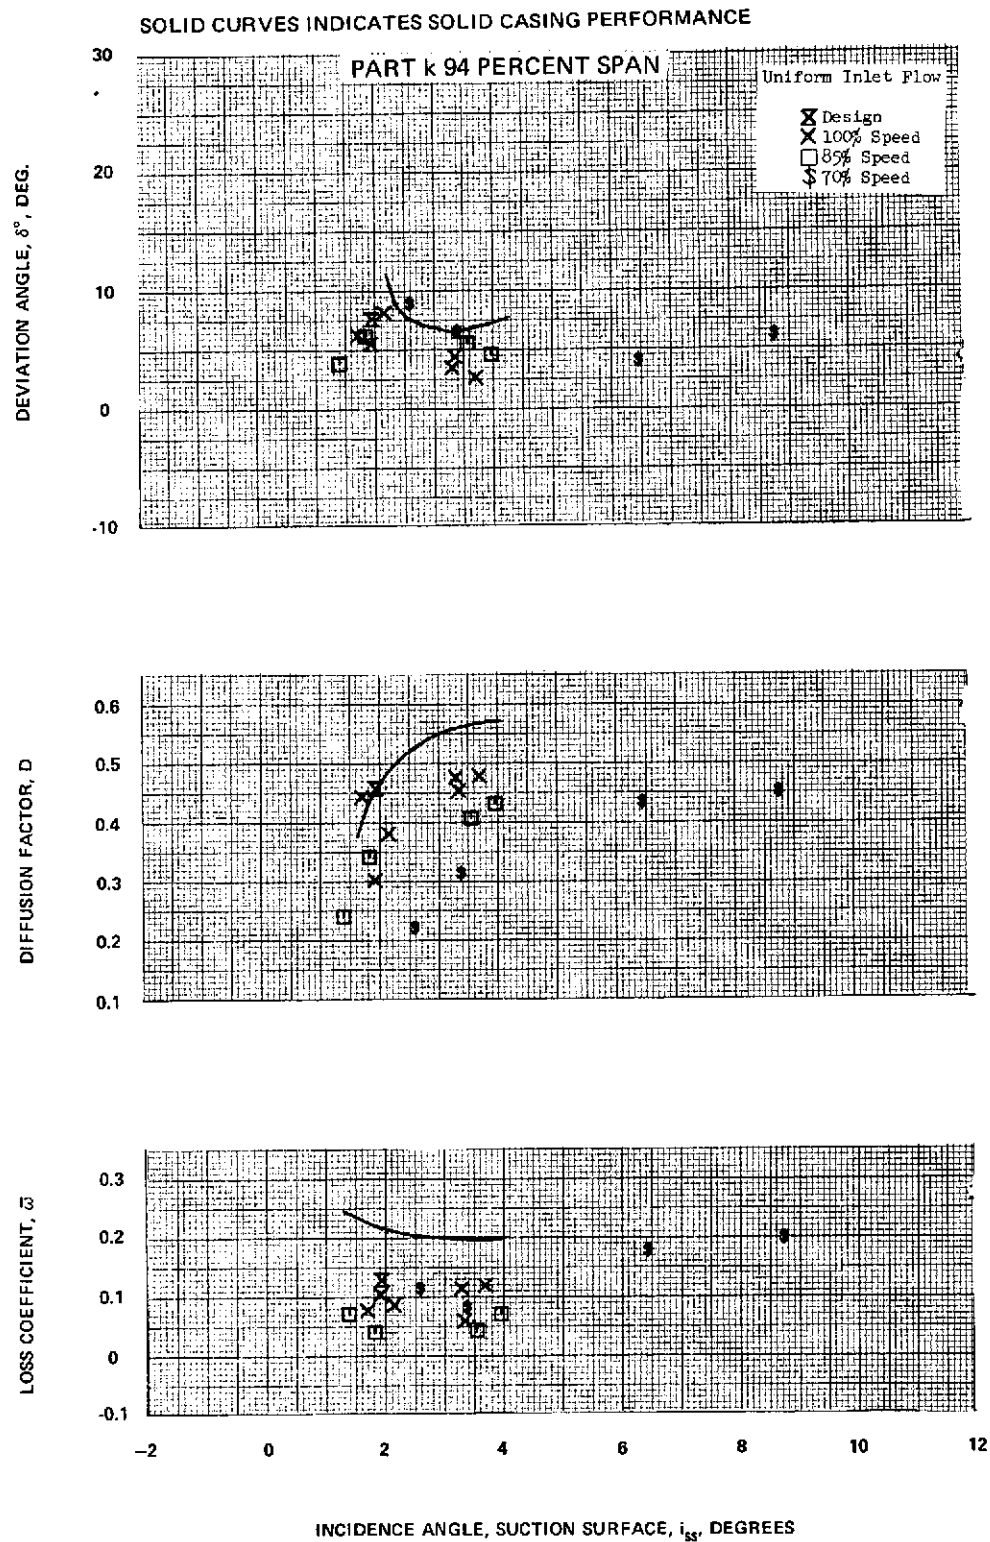 SOLID CURVES INDICATES SOLID CASING PERFORMANCE
PART k 94 PERCENT SPAN
Uniform Inlet Flow
Design
100% Speed
85% Speed
70% Speed
DEVIATION ANGLE, δ°, DEG.
30
20
10
0
-10
DIFFUSION FACTOR, D
0.6
0.5
0.4
0.3
0.2
0.1
LOSS COEFFICIENT, ω̄
0.3
0.2
0.1
0
-0.1
−2 0 2 4 6 8 10 12
INCIDENCE ANGLE, SUCTION SURFACE, iss, DEGREES